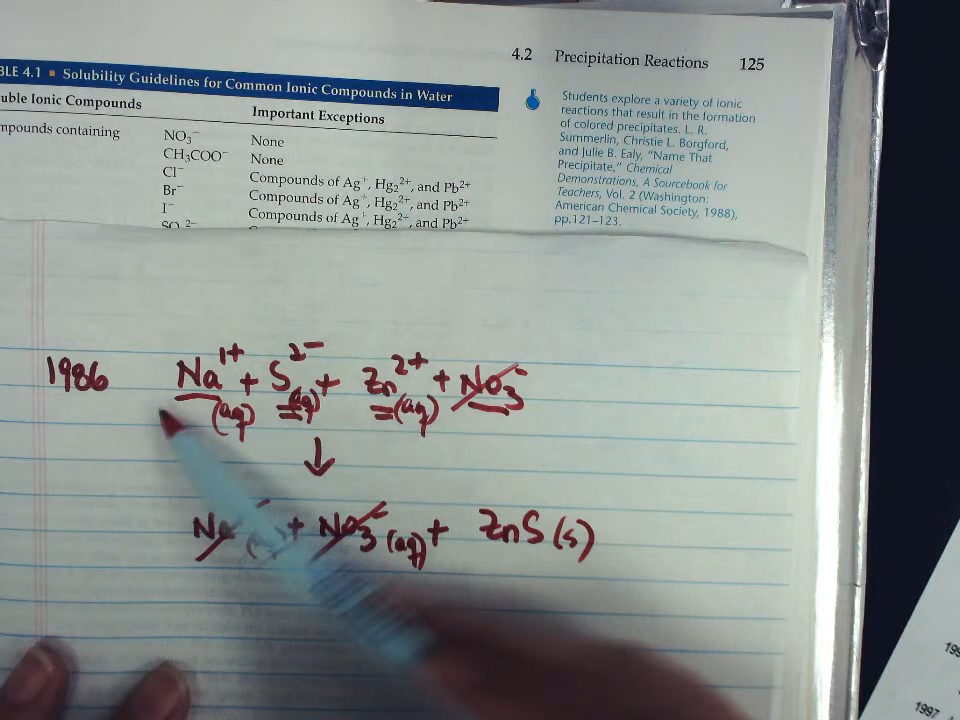 4.2 Precipitation Reactions 125
BLE 4.1 ▪ Solubility Guidelines for Common Ionic Compounds in Water
uble Ionic Compounds
Important Exceptions
mpounds containing NO₃⁻ None
CH₃COO⁻ None
Cl⁻ Compounds of Ag⁺, Hg₂²⁺, and Pb²⁺
Br⁻ Compounds of Ag⁺, Hg₂²⁺, and Pb²⁺
I⁻ Compounds of Ag⁺, Hg₂²⁺, and Pb²⁺
Students explore a variety of ionic
reactions that result in the formation
of colored precipitates. L. R.
Summerlin, Christie L. Borgford,
and Julie B. Ealy, "Name That
Precipitate," Chemical
Demonstrations, A Sourcebook for
Teachers, Vol. 2 (Washington:
American Chemical Society, 1988),
pp.121–123.
1986 Na¹⁺ + S²⁻ + Zn²⁺ + NO₃⁻
(aq) (aq) (aq)
↓
Na + NO₃⁻ (aq) + ZnS (s)
199
1997